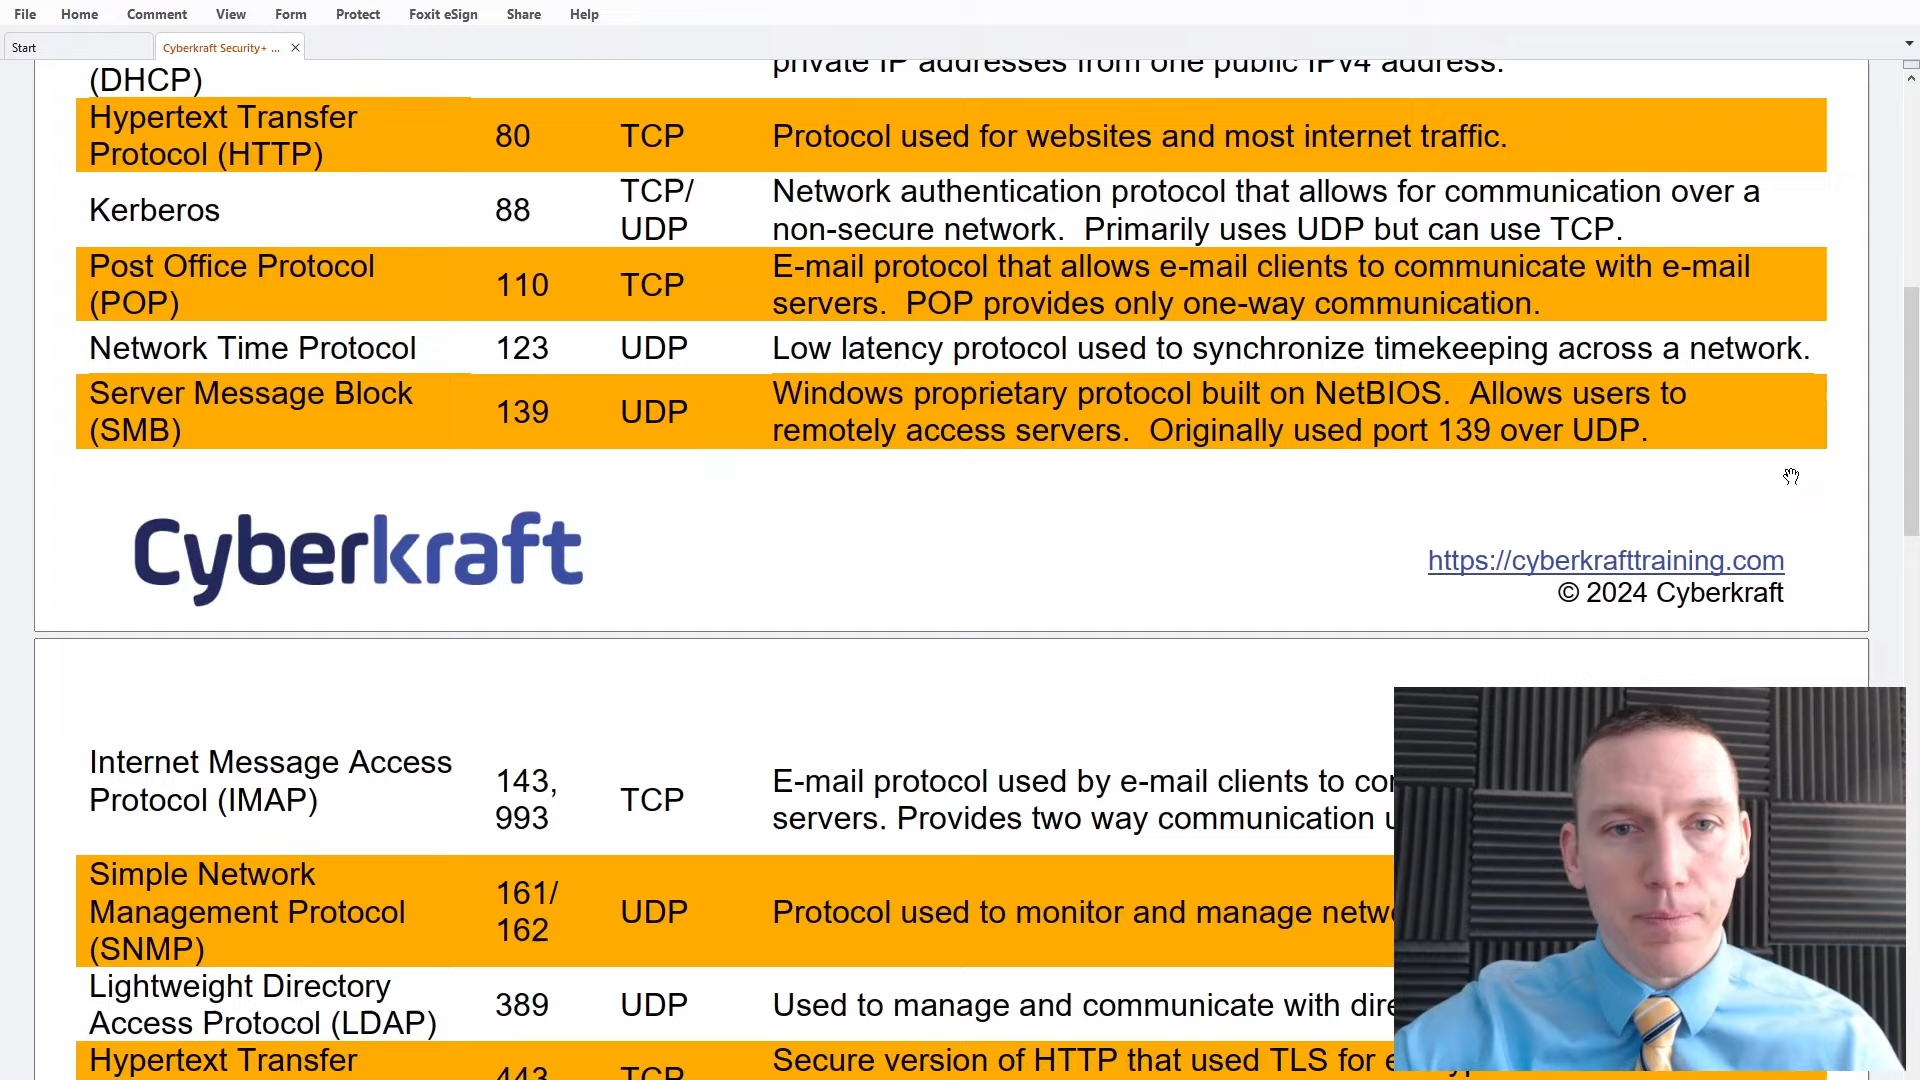 File Home Comment View Form Protect Foxit eSign Share Help
Start Cyberkraft Security+ ...
(DHCP)
private IP addresses from one public IPv4 address.
Hypertext Transfer
Protocol (HTTP)
80
TCP
Protocol used for websites and most internet traffic.
Kerberos
88
TCP/
UDP
Network authentication protocol that allows for communication over a
non-secure network.  Primarily uses UDP but can use TCP.
Post Office Protocol
(POP)
110
TCP
E-mail protocol that allows e-mail clients to communicate with e-mail
servers.  POP provides only one-way communication.
Network Time Protocol
123
UDP
Low latency protocol used to synchronize timekeeping across a network.
Server Message Block
(SMB)
139
UDP
Windows proprietary protocol built on NetBIOS.  Allows users to
remotely access servers.  Originally used port 139 over UDP.
Cyberkraft
https://cyberkrafttraining.com
© 2024 Cyberkraft
Internet Message Access
Protocol (IMAP)
143,
993
TCP
E-mail protocol used by e-mail clients to
servers. Provides two way communication
Simple Network
Management Protocol
(SNMP)
161/
162
UDP
Protocol used to monitor and manage
Lightweight Directory
Access Protocol (LDAP)
389
UDP
Used to manage and communicate with
Hypertext Transfer
443
TCP
Secure version of HTTP that used TLS for